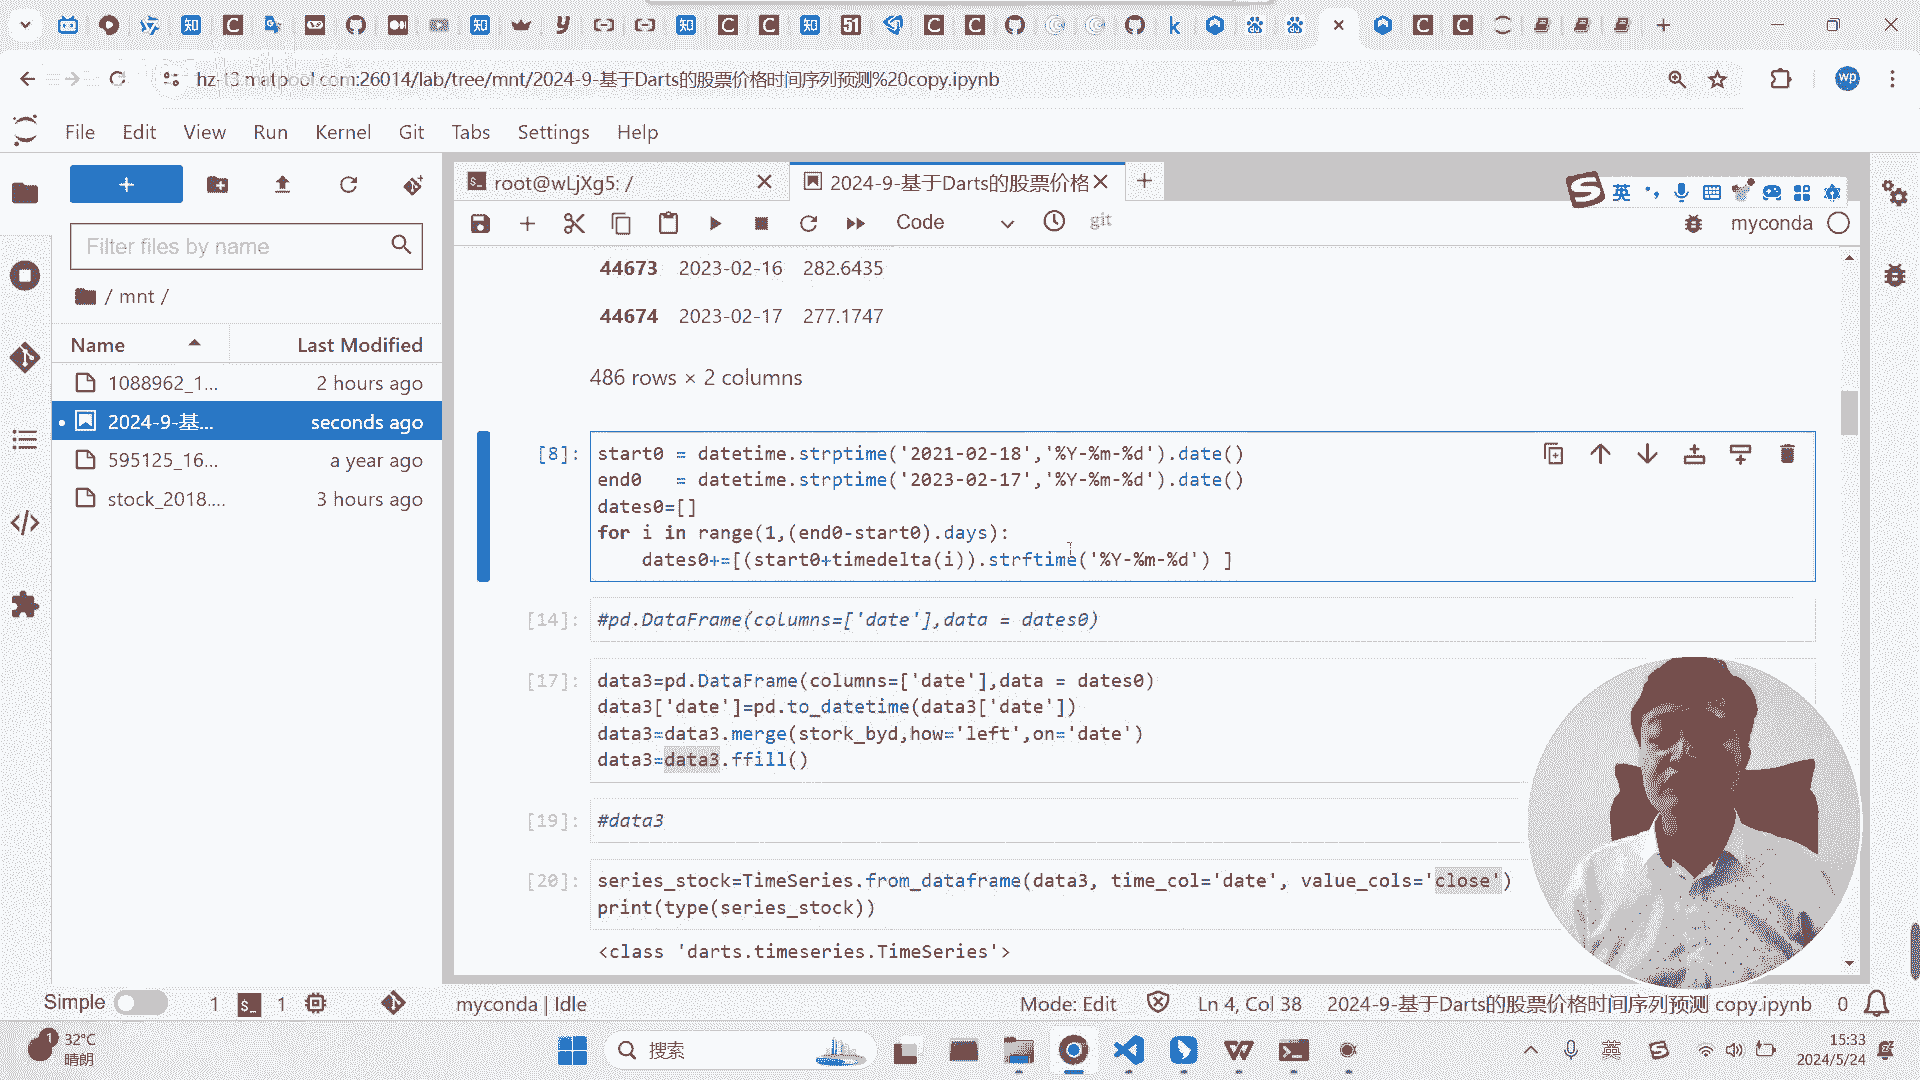 hz-t3.matpool.com:26014/lab/tree/mnt/2024-9-基于Darts的股票价格时间序列预测%20copy.ipynb
File Edit View Run Kernel Git Tabs Settings Help
root@wLjXg5: /
2024-9-基于Darts的股票价格
英
Code
git
myconda
Filter files by name
/ mnt /
Name Last Modified
1088962_1... 2 hours ago
2024-9-基... seconds ago
595125_16... a year ago
stock_2018.... 3 hours ago
44673 2023-02-16 282.6435
44674 2023-02-17 277.1747
486 rows × 2 columns
[8]:
start0 = datetime.strptime('2021-02-18','%Y-%m-%d').date()
end0   = datetime.strptime('2023-02-17','%Y-%m-%d').date()
dates0=[]
for i in range(1,(end0-start0).days):
    dates0+=[(start0+timedelta(i)).strftime('%Y-%m-%d') ]
[14]:
#pd.DataFrame(columns=['date'],data = dates0)
[17]:
data3=pd.DataFrame(columns=['date'],data = dates0)
data3['date']=pd.to_datetime(data3['date'])
data3=data3.merge(stork_byd,how='left',on='date')
data3=data3.ffill()
[19]:
#data3
[20]:
series_stock=TimeSeries.from_dataframe(data3, time_col='date', value_cols='close')
print(type(series_stock))
<class 'darts.timeseries.TimeSeries'>
Simple 1 1 myconda | Idle Mode: Edit Ln 4, Col 38 2024-9-基于Darts的股票价格时间序列预测 copy.ipynb 0
1
32°C
晴朗
搜索
英
15:33
2024/5/24